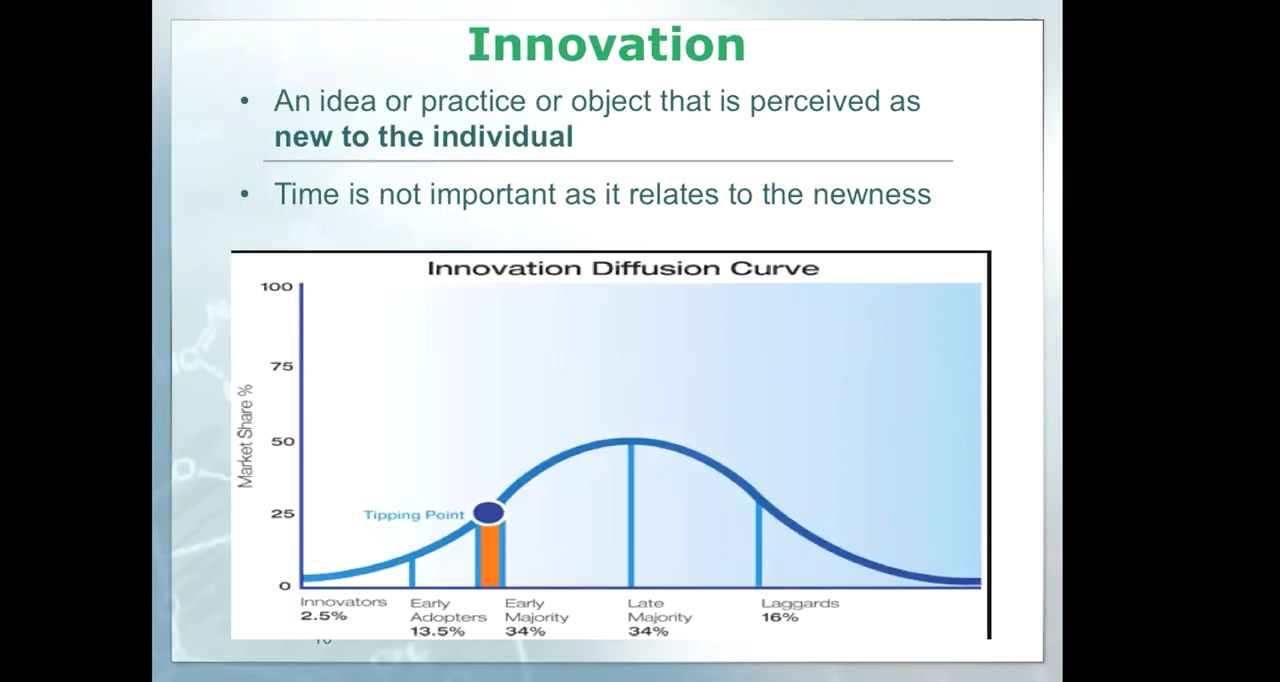 Innovation
• An idea or practice or object that is perceived as
new to the individual
• Time is not important as it relates to the newness
Innovation Diffusion Curve
100
75
50
25
0
Market Share %
Tipping Point
Innovators
2.5%
Early
Adopters
13.5%
Early
Majority
34%
Late
Majority
34%
Laggards
16%